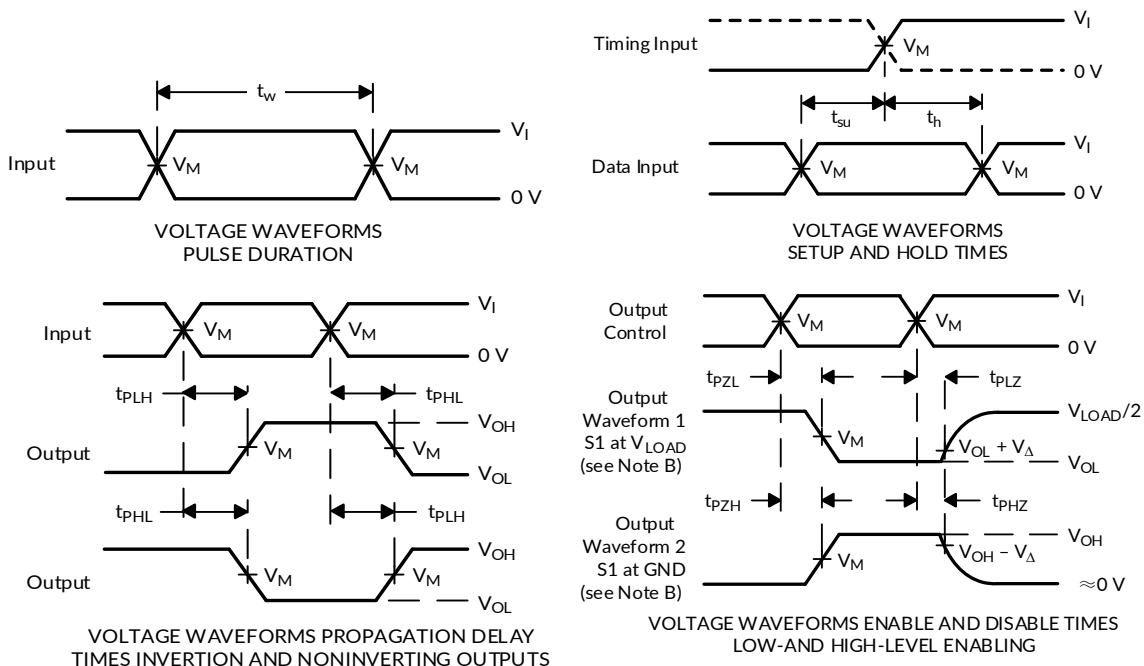 t_w
Input
V_M
V_M
V_I
0 V
VOLTAGE WAVEFORMS
PULSE DURATION
Timing Input
V_M
V_I
0 V
t_su
t_h
Data Input
V_M
V_M
V_I
0 V
VOLTAGE WAVEFORMS
SETUP AND HOLD TIMES
Input
V_M
V_M
V_I
0 V
t_PLH
t_PHL
Output
V_M
V_M
V_OH
V_OL
t_PHL
t_PLH
Output
V_M
V_M
V_OH
V_OL
VOLTAGE WAVEFORMS PROPAGATION DELAY
TIMES INVERTION AND NONINVERTING OUTPUTS
Output
Control
V_M
V_M
V_I
0 V
t_PZL
t_PLZ
Output
Waveform 1
S1 at V_LOAD
(see Note B)
V_M
V_LOAD/2
V_OL + V_Δ
V_OL
t_PZH
t_PHZ
Output
Waveform 2
S1 at GND
(see Note B)
V_M
V_OH
V_OH – V_Δ
≈0 V
VOLTAGE WAVEFORMS ENABLE AND DISABLE TIMES
LOW-AND HIGH-LEVEL ENABLING